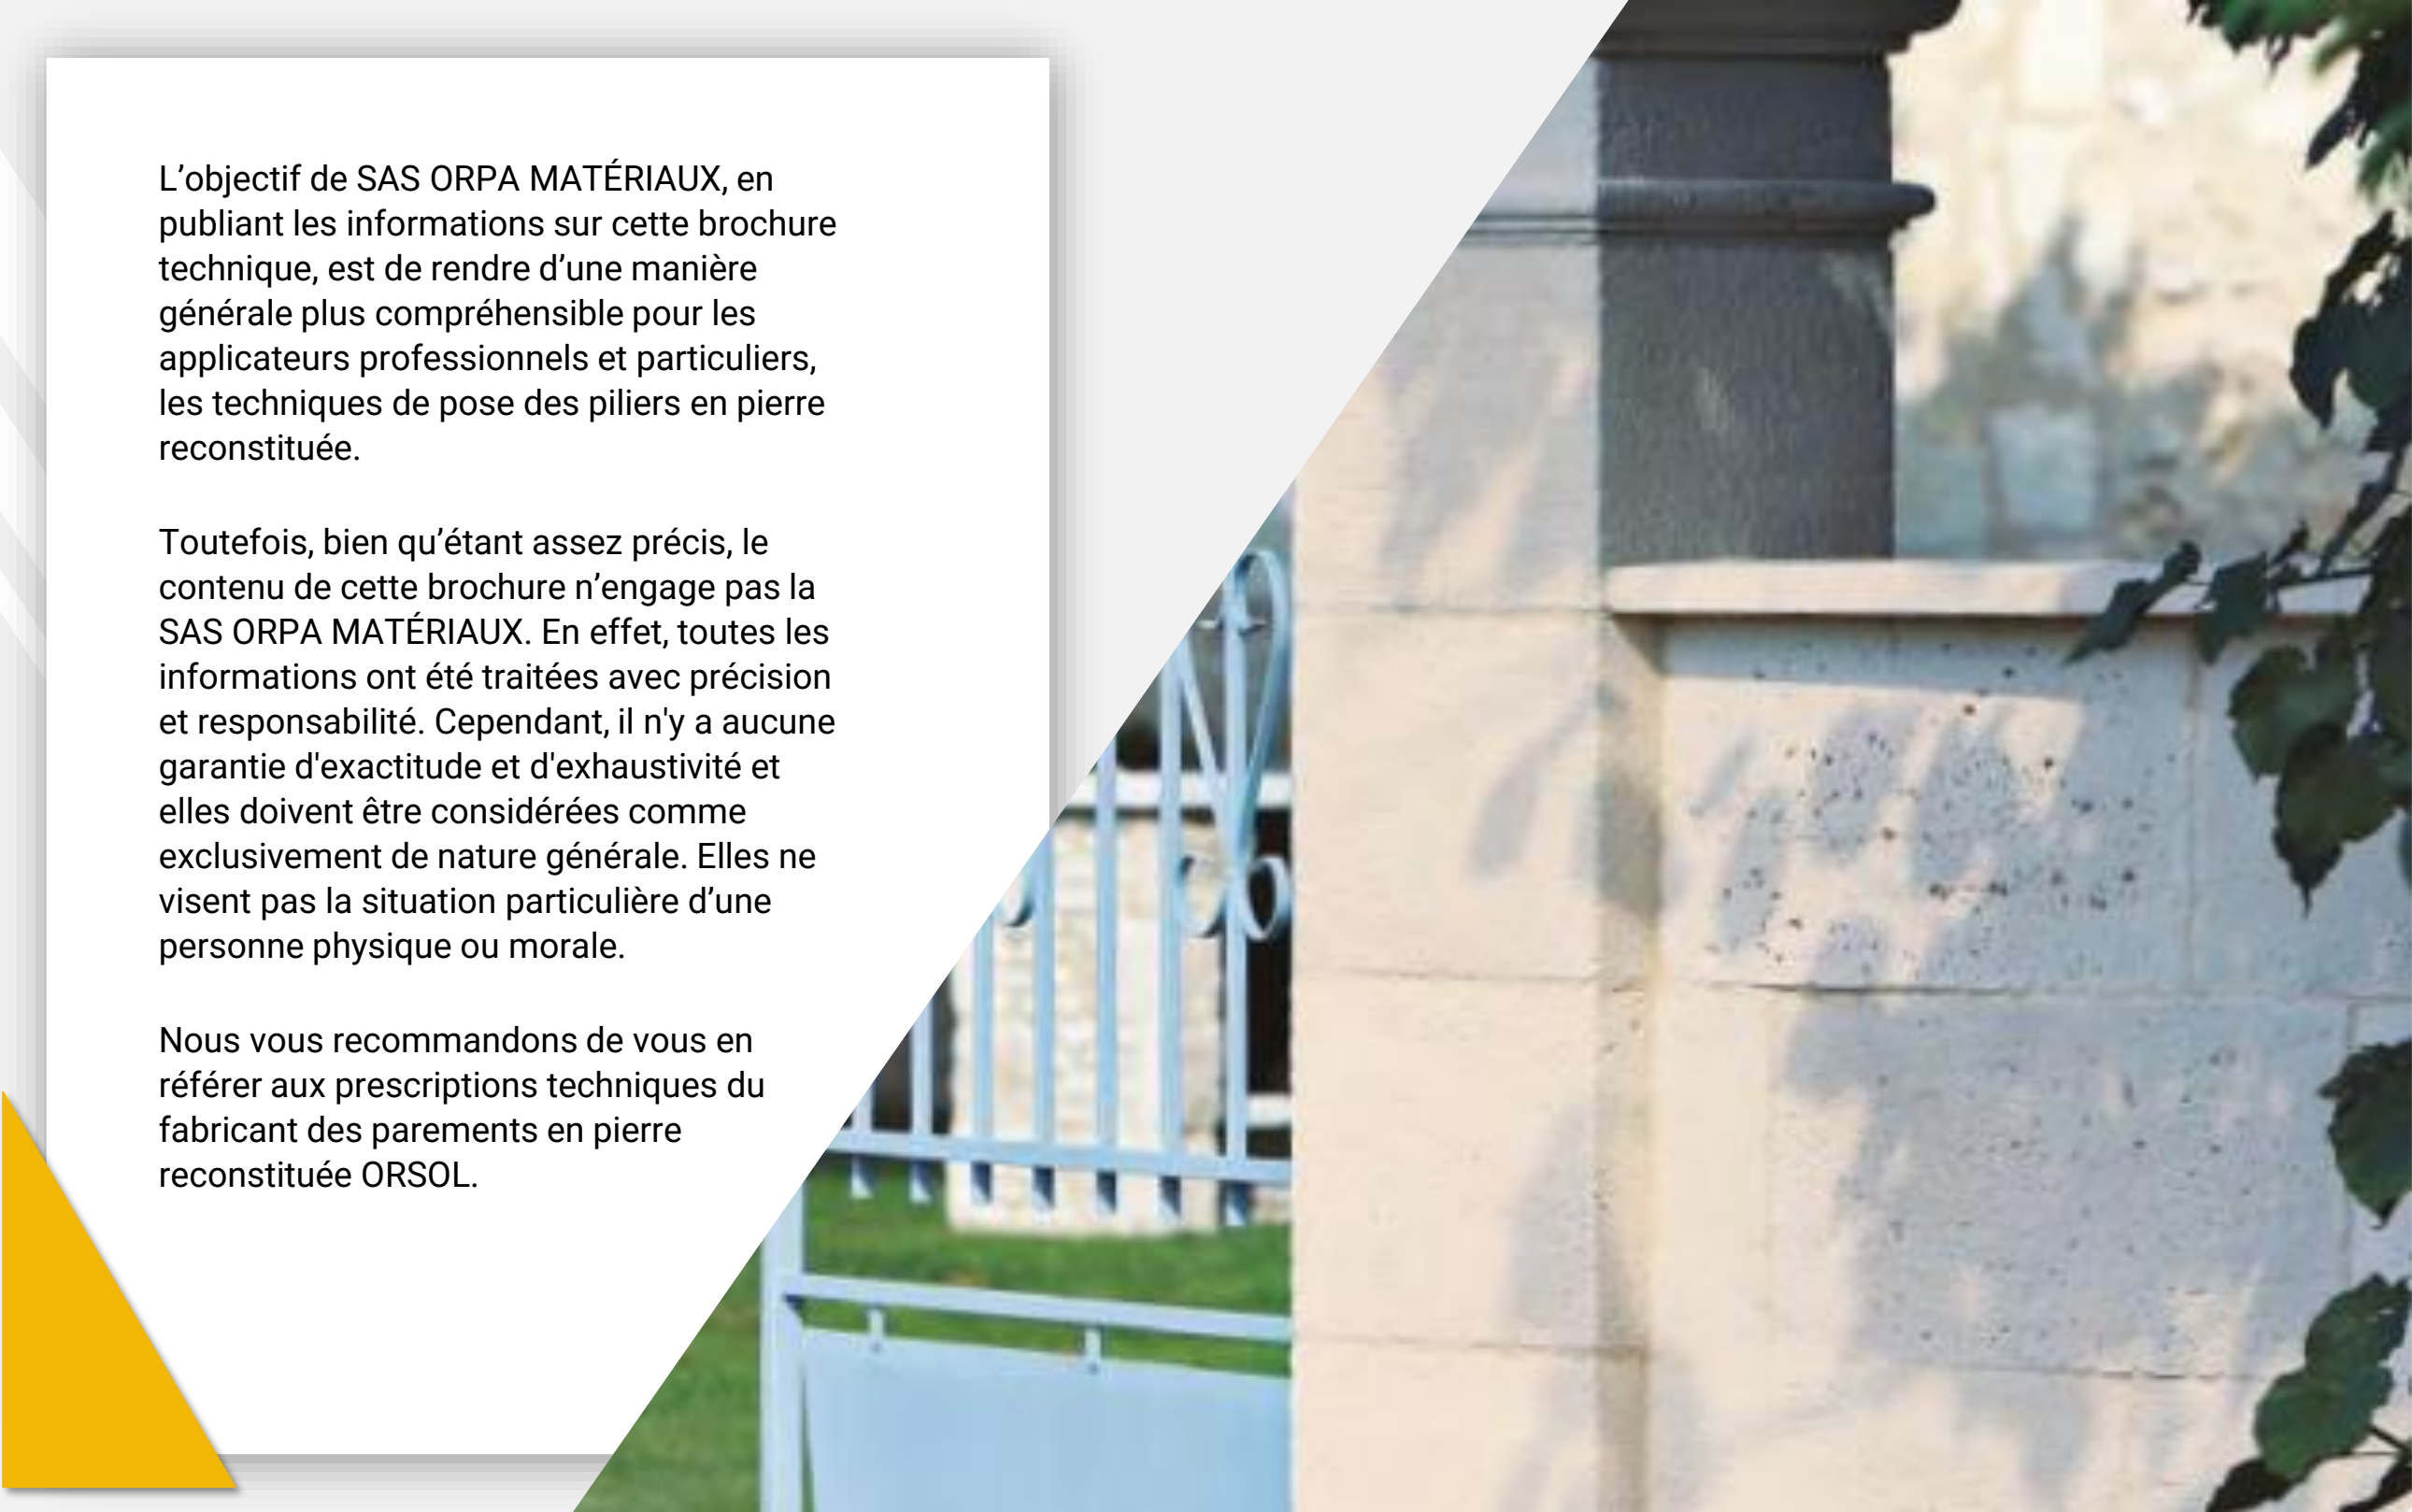 L’objectif de SAS ORPA MATÉRIAUX, en
publiant les informations sur cette brochure
technique, est de rendre d’une manière
générale plus compréhensible pour les
applicateurs professionnels et particuliers,
les techniques de pose des piliers en pierre
reconstituée.
Toutefois, bien qu’étant assez précis, le
contenu de cette brochure n’engage pas la
SAS ORPA MATÉRIAUX. En effet, toutes les
informations ont été traitées avec précision
et responsabilité. Cependant, il n'y a aucune
garantie d'exactitude et d'exhaustivité et
elles doivent être considérées comme
exclusivement de nature générale. Elles ne
visent pas la situation particulière d’une
personne physique ou morale.
Nous vous recommandons de vous en
référer aux prescriptions techniques du
fabricant des parements en pierre
reconstituée ORSOL.